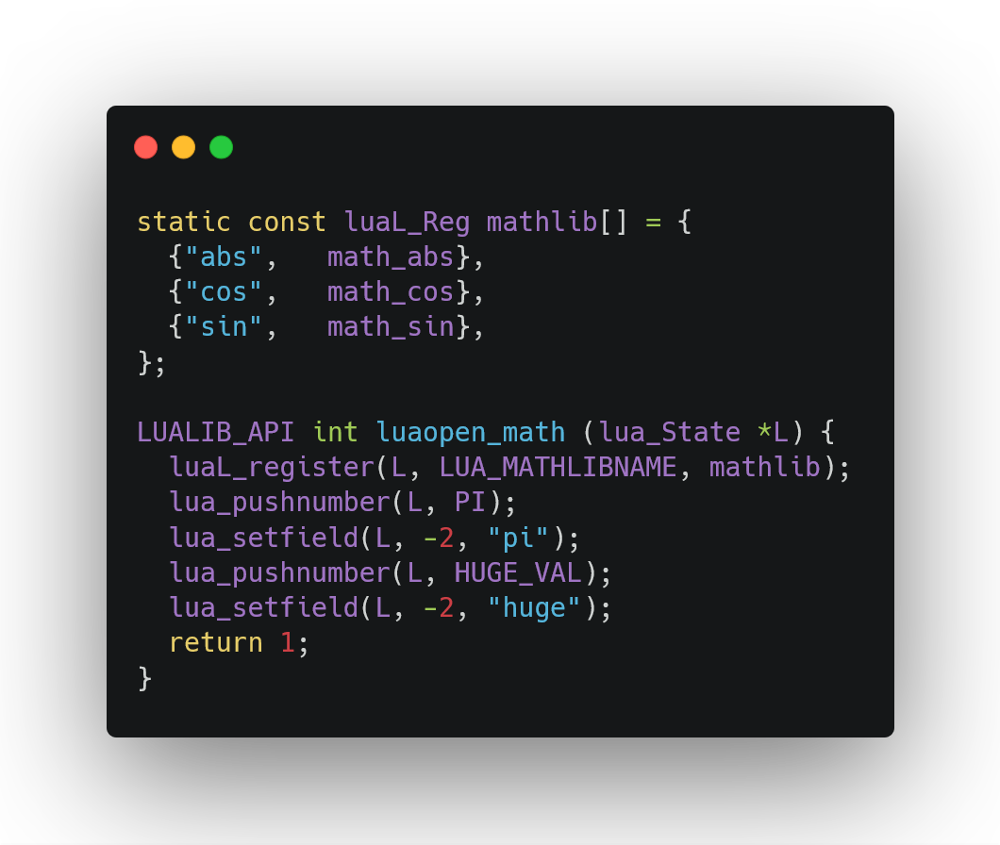 static const luaL_Reg mathlib[] = {
  {"abs",   math_abs},
  {"cos",   math_cos},
  {"sin",   math_sin},
};

LUALIB_API int luaopen_math (lua_State *L) {
  luaL_register(L, LUA_MATHLIBNAME, mathlib);
  lua_pushnumber(L, PI);
  lua_setfield(L, -2, "pi");
  lua_pushnumber(L, HUGE_VAL);
  lua_setfield(L, -2, "huge");
  return 1;
}